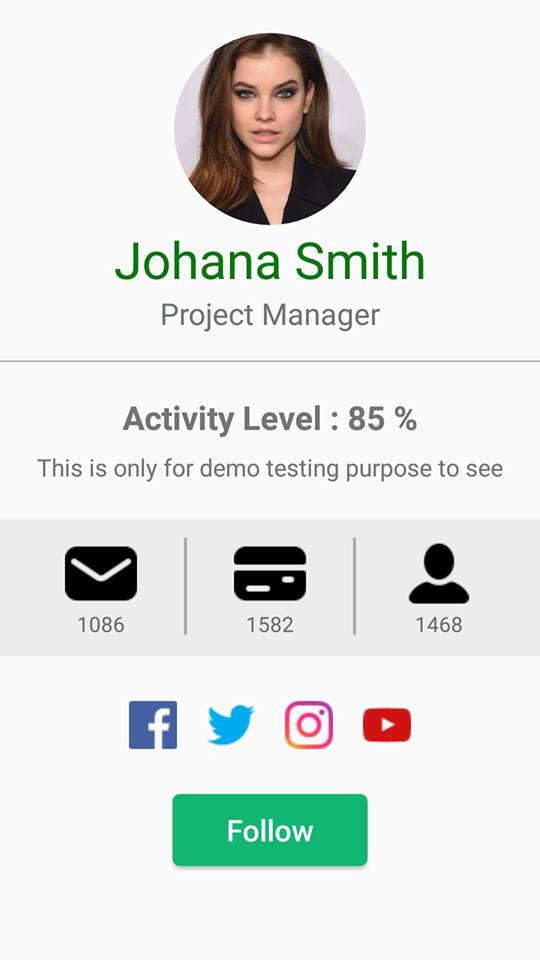 Johana Smith
Project Manager
Activity Level : 85 %
This is only for demo testing purpose to see
1086 1582 1468
Follow